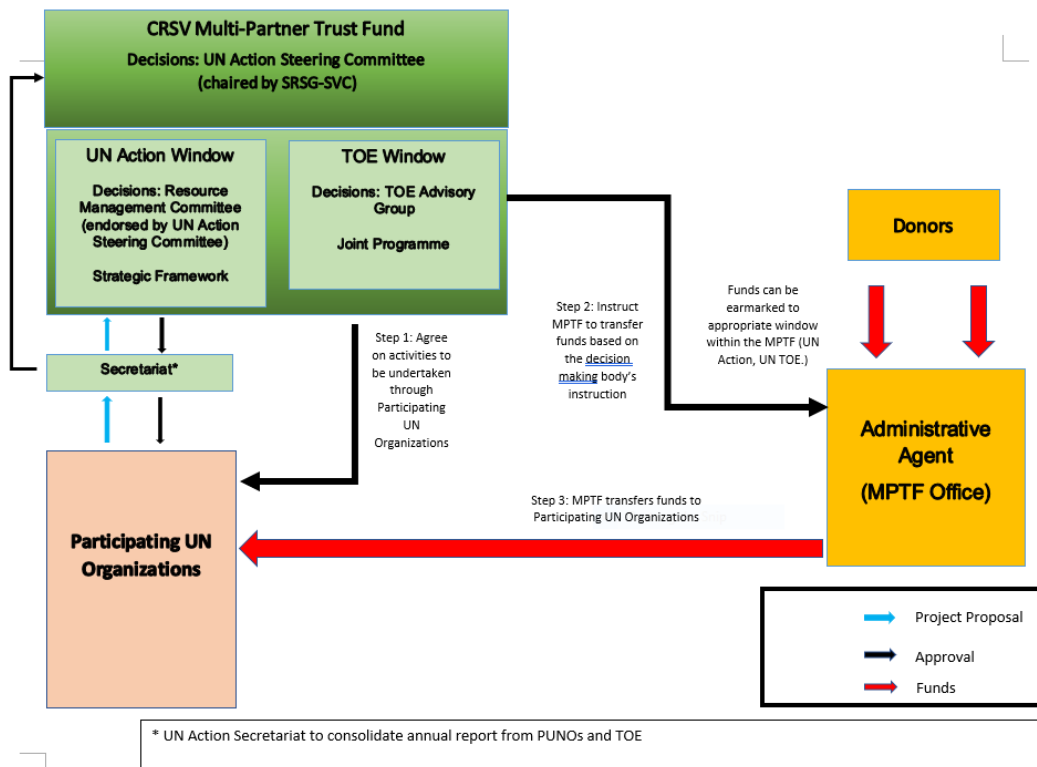 CRSV Multi-Partner Trust Fund
Decisions: UN Action Steering Committee
(chaired by SRSG-SVC)
UN Action Window
Decisions: Resource
Management Committee
(endorsed by UN Action
Steering Committee)
Strategic Framework
TOE Window
Decisions: TOE Advisory
Group
Joint Programme
Donors
Secretariat*
Step 1: Agree
on activities to
be undertaken
through
Participating
UN
Organizations
Step 2: Instruct
MPTF to transfer
funds based on
the decision
making body's
instruction
Funds can be
earmarked to
appropriate window
within the MPTF (UN
Action, UN TOE.)
Administrative
Agent
(MPTF Office)
Step 3: MPTF transfers funds to
Participating UN Organizations
Participating UN
Organizations
Project Proposal
Approval
Funds
* UN Action Secretariat to consolidate annual report from PUNOs and TOE